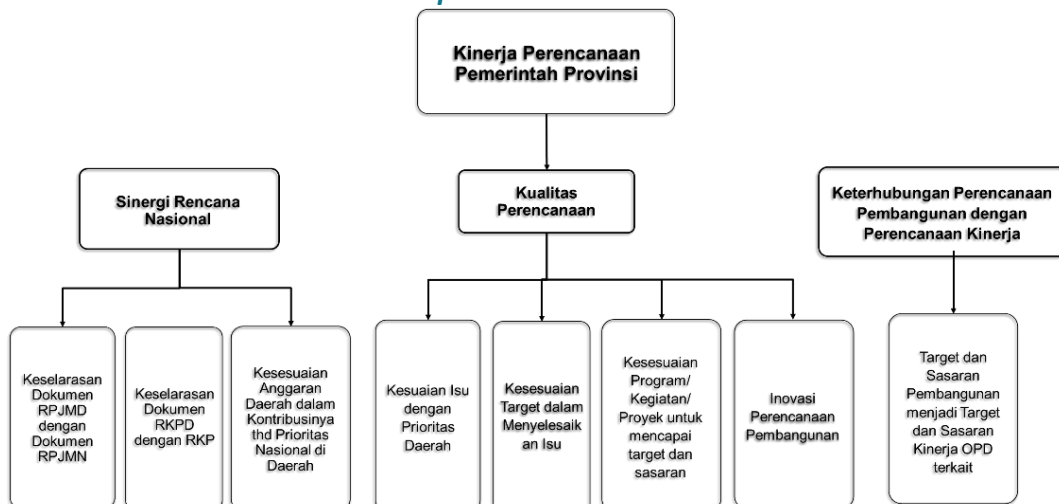 Kinerja Perencanaan
Pemerintah Provinsi
Sinergi Rencana
Nasional
Kualitas
Perencanaan
Keterhubungan Perencanaan
Pembangunan dengan
Perencanaan Kinerja
Keselarasan
Dokumen
RPJMD
dengan
Dokumen
RPJMN
Keselarasan
Dokumen
RKPD
dengan RKP
Kesesuaian
Anggaran
Daerah dalam
Kontribusinya
thd Prioritas
Nasional di
Daerah
Kesuaian Isu
dengan
Prioritas
Daerah
Kesesuaian
Target dalam
Menyelesaik
an Isu
Kesesuaian
Program/
Kegiatan/
Proyek untuk
mencapai
target dan
sasaran
Inovasi
Perencanaan
Pembangunan
Target dan
Sasaran
Pembangunan
menjadi Target
dan Sasaran
Kinerja OPD
terkait